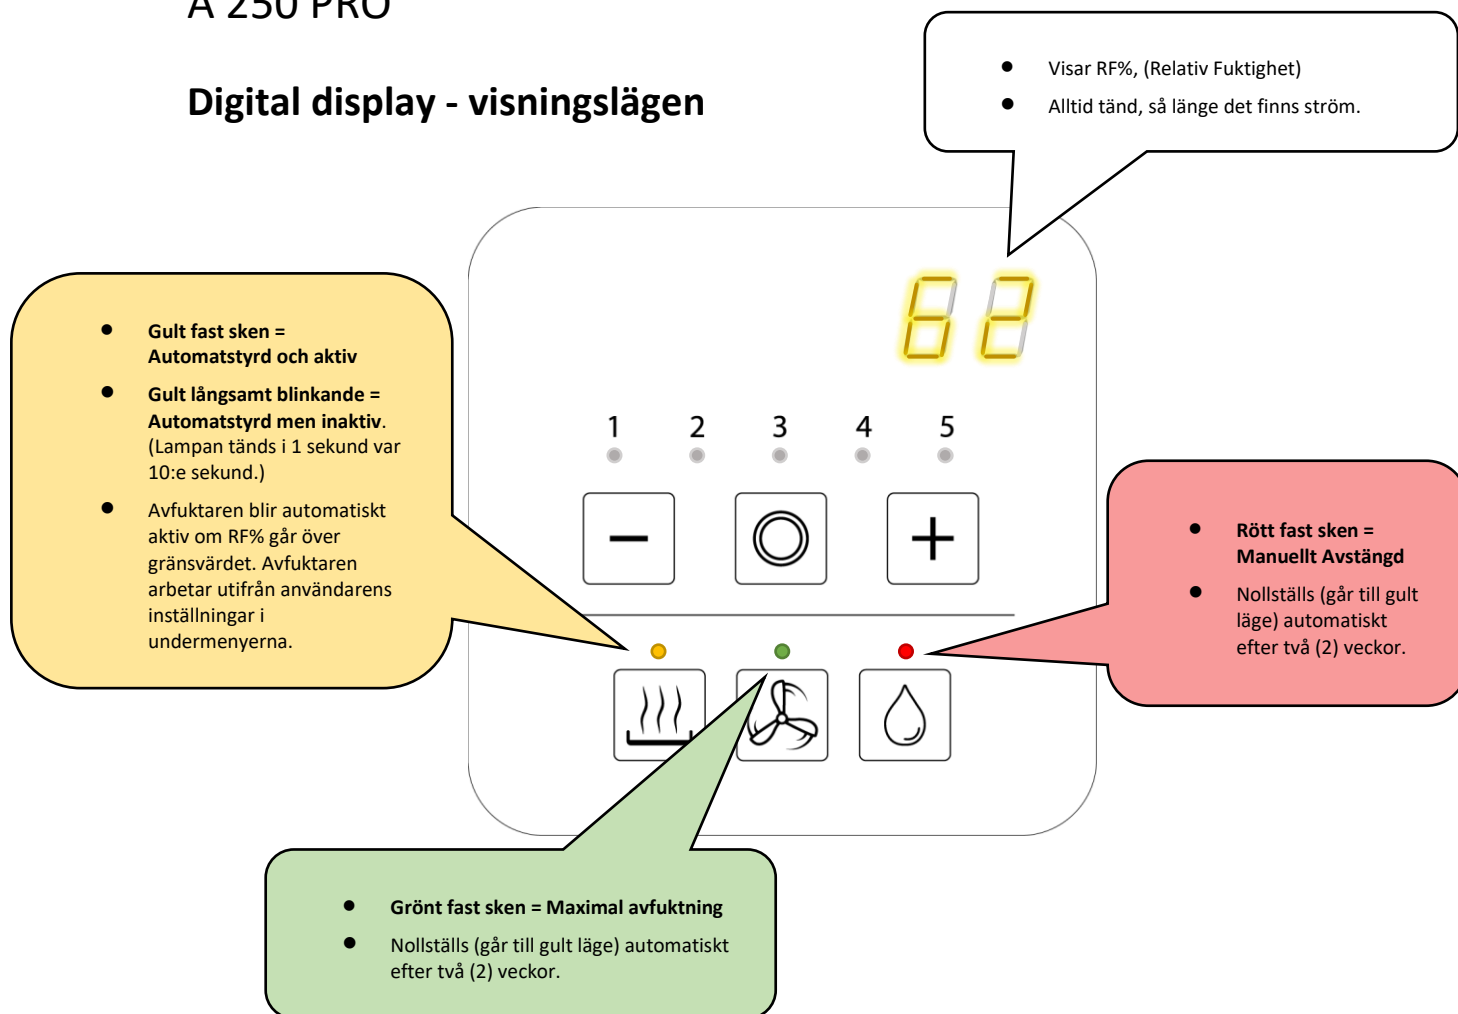 A 250 PRO
Digital display - visningslägen
● Visar RF%, (Relativ Fuktighet)
● Alltid tänd, så länge det finns ström.
62
● Gult fast sken =
Automatstyrd och aktiv
● Gult långsamt blinkande =
Automatstyrd men inaktiv.
(Lampan tänds i 1 sekund var
10:e sekund.)
● Avfuktaren blir automatiskt
aktiv om RF% går över
gränsvärdet. Avfuktaren
arbetar utifrån användarens
inställningar i
undermenyerna.
1 2 3 4 5
− +
● Rött fast sken =
Manuellt Avstängd
● Nollställs (går till gult
läge) automatiskt
efter två (2) veckor.
● Grönt fast sken = Maximal avfuktning
● Nollställs (går till gult läge) automatiskt
efter två (2) veckor.